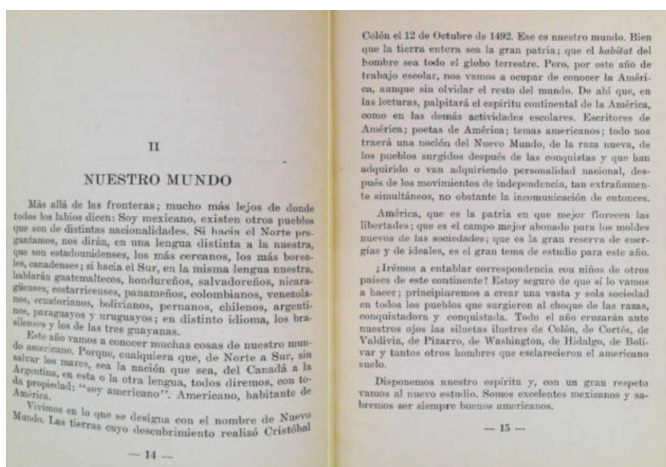 II
NUESTRO MUNDO
Más allá de las fronteras; mucho más lejos de donde
todos los labios dicen: Soy mexicano, existen otros pueblos
que son de distintas nacionalidades. Si hacia el Norte pre-
guntamos, nos dirán, en una lengua distinta a la nuestra,
que son estadounidenses, los más cercanos, los más borea-
les, canadenses; si hacia el Sur, en la misma lengua nuestra,
hablarán guatemaltecos, hondureños, salvadoreños, nicara-
güenses, costarricenses, panameños, colombianos, venezola-
nos, ecuatorianos, bolivianos, peruanos, chilenos, argenti-
nos, paraguayos y uruguayos; en distinto idioma, los bra-
silenses y los de las tres guayanas.
Este año vamos a conocer muchas cosas de nuestro mun-
do americano. Porque, cualquiera que, de Norte a Sur, sin
salvar los mares, sea la nación que sea, del Canadá a la
Argentina, en esta o la otra lengua, todos diremos, con to-
da propiedad: "soy americano". Americano, habitante de
América.
Vivimos en lo que se designa con el nombre de Nuevo
Mundo. Las tierras cuyo descubrimiento realizó Cristóbal
— 14 —
Colón el 12 de Octubre de 1492. Ese es nuestro mundo. Bien
que la tierra entera sea la gran patria; que el habitat del
hombre sea todo el globo terrestre. Pero, por este año de
trabajo escolar, nos vamos a ocupar de conocer la Améri-
ca, aunque sin olvidar el resto del mundo. De ahí que, en
las lecturas, palpitará el espíritu continental de la América,
como en las demás actividades escolares. Escritores de
América; poetas de América; temas americanos; todo nos
traerá una noción del Nuevo Mundo, de la raza nueva, de
los pueblos surgidos después de las conquistas y que han
adquirido o van adquiriendo personalidad nacional, des-
pués de los movimientos de independencia, tan extrañamen-
te simultáneos, no obstante la incomunicación de entonces.
América, que es la patria en que mejor florecen las
libertades; que es el campo mejor abonado para los moldes
nuevos de las sociedades; que es la gran reserva de ener-
gías y de ideales, es el gran tema de estudio para este año.
¿Irémos a entablar correspondencia con niños de otros
países de este continente? Estoy seguro de que sí lo vamos
a hacer; principiaremos a crear una vasta y sola sociedad
en todos los pueblos que surgieron al choque de las razas,
conquistadora y conquistada. Todo el año cruzarán ante
nuestros ojos las siluetas ilustres de Colón, de Cortés, de
Valdivia, de Pizarro, de Washington, de Hidalgo, de Bolí-
var y tantos otros hombres que esclarecieron el americano
suelo.
Disponemos nuestro espíritu y, con un gran respeto
vamos al nuevo estudio. Somos excelentes mexicanos y sa-
bremos ser siempre buenos americanos.
— 15 —